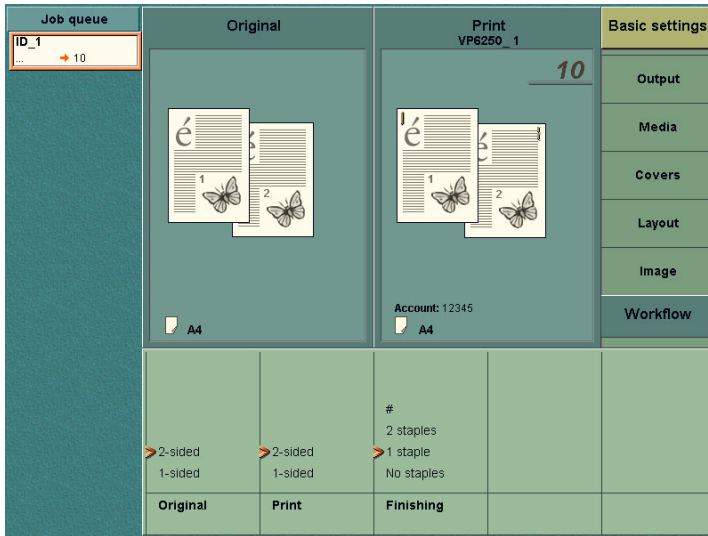 Job queue
ID_1
... 10
Original
é
1
2
A4
Print
VP6250_ 1
10
é
1
2
Account: 12345
A4
Basic settings
Output
Media
Covers
Layout
Image
Workflow
2-sided
1-sided
Original
2-sided
1-sided
Print
#
2 staples
1 staple
No staples
Finishing